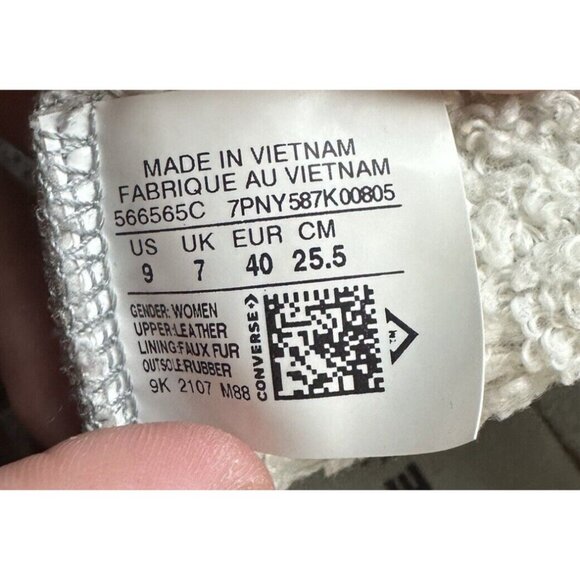 MADE IN VIETNAM
FABRIQUE AU VIETNAM
566565C 7PNY587K00805
US UK EUR CM
9 7 40 25.5
GENDER: WOMEN
UPPER:LEATHER
LINING:FAUX FUR
OUTSOLE:RUBBER
9K 2107 M88
CONVERSE